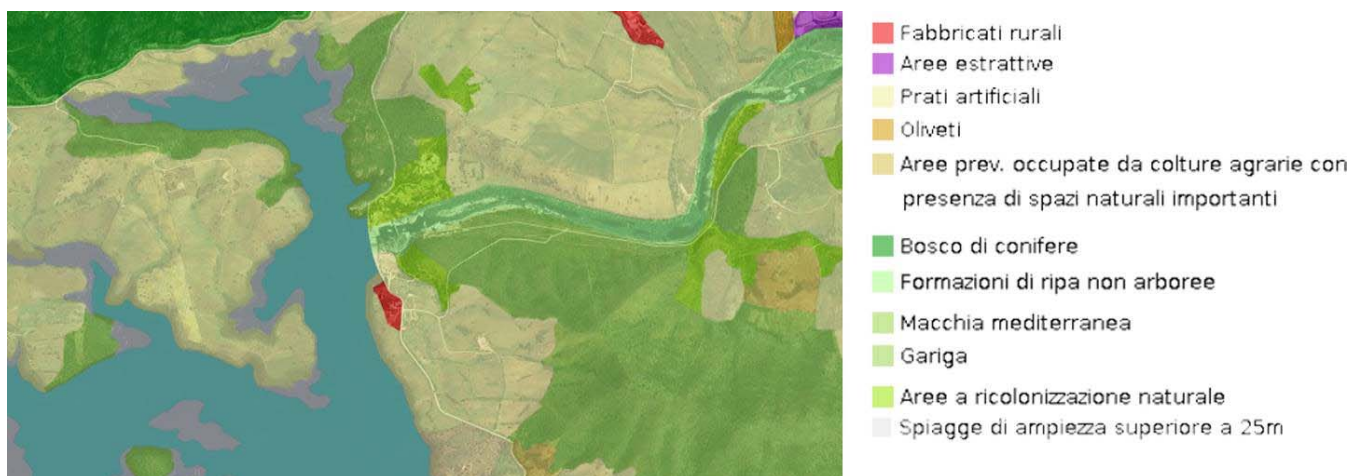 Fabbricati rurali
Aree estrattive
Prati artificiali
Oliveti
Aree prev. occupate da colture agrarie con
presenza di spazi naturali importanti
Bosco di conifere
Formazioni di ripa non arboree
Macchia mediterranea
Gariga
Aree a ricolonizzazione naturale
Spiagge di ampiezza superiore a 25m